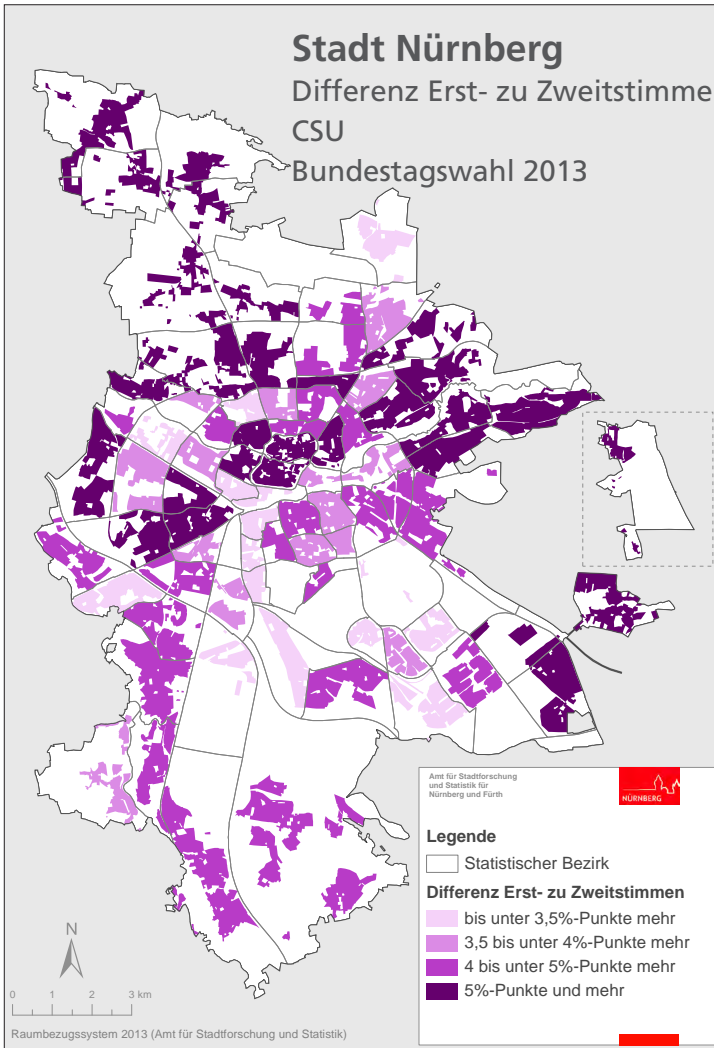 Stadt Nürnberg
Differenz Erst- zu Zweitstimme
CSU
Bundestagswahl 2013
Amt für Stadtforschung
und Statistik für
Nürnberg und Fürth
NÜRNBERG
Legende
Statistischer Bezirk
Differenz Erst- zu Zweitstimmen
bis unter 3,5%-Punkte mehr
3,5 bis unter 4%-Punkte mehr
4 bis unter 5%-Punkte mehr
5%-Punkte und mehr
N
0 1 2 3 km
Raumbezugssystem 2013 (Amt für Stadtforschung und Statistik)